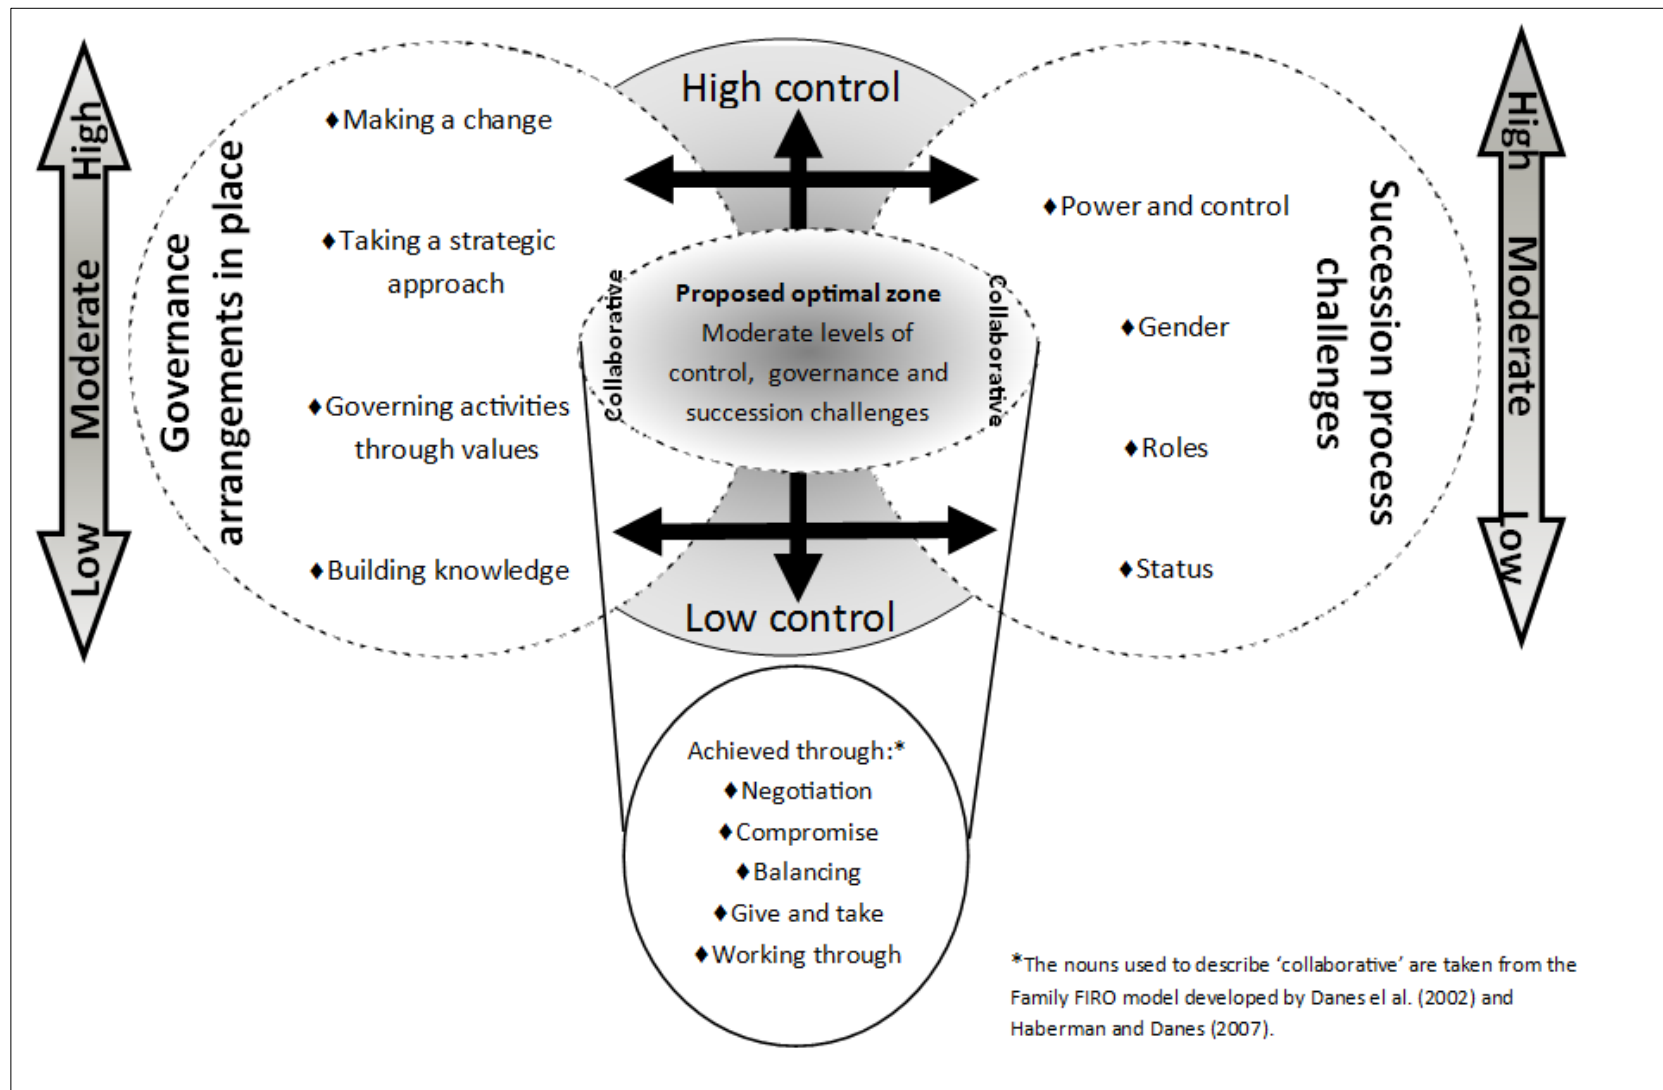 High
Moderate
Low
Governance
arrangements in place
♦Making a change
♦Taking a strategic
approach
♦Governing activities
through values
♦Building knowledge
High control
Collaborative
Proposed optimal zone
Moderate levels of
control, governance and
succession challenges
Collaborative
Low control
♦Power and control
♦Gender
♦Roles
♦Status
Succession process
challenges
High
Moderate
Low
Achieved through:*
♦Negotiation
♦Compromise
♦Balancing
♦Give and take
♦Working through
*The nouns used to describe ‘collaborative’ are taken from the
Family FIRO model developed by Danes el al. (2002) and
Haberman and Danes (2007).